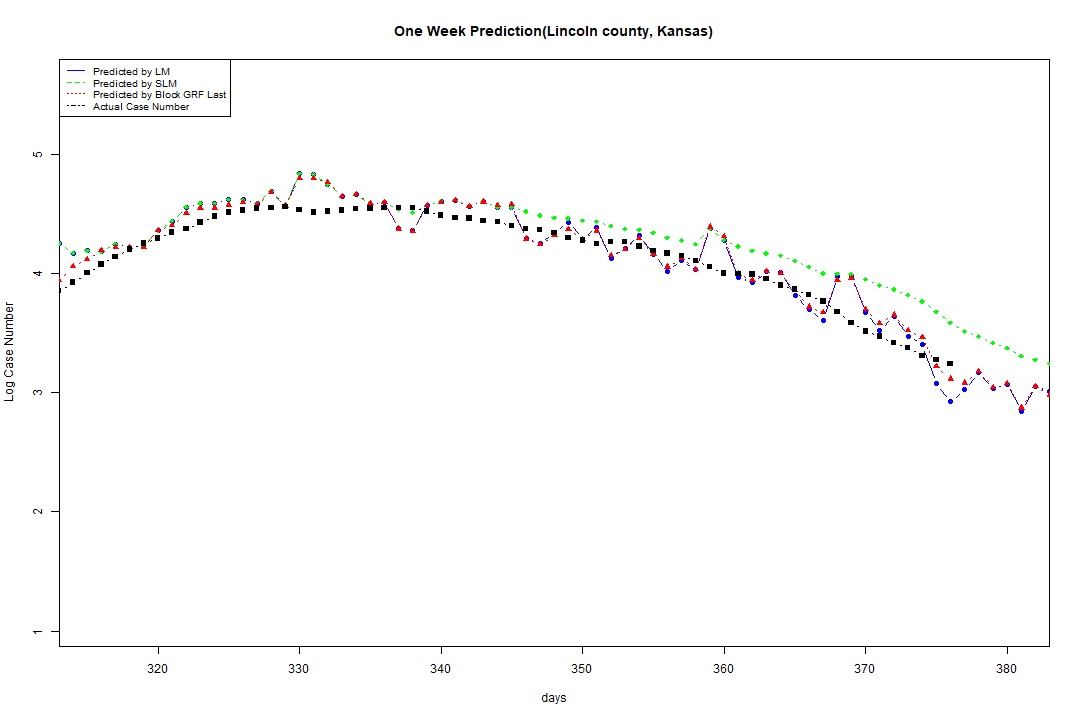 One Week Prediction(Lincoln county, Kansas)
Predicted by LM
Predicted by SLM
Predicted by Block GRF Last
Actual Case Number
5
4
3
2
1
Log Case Number
320 330 340 350 360 370 380
days